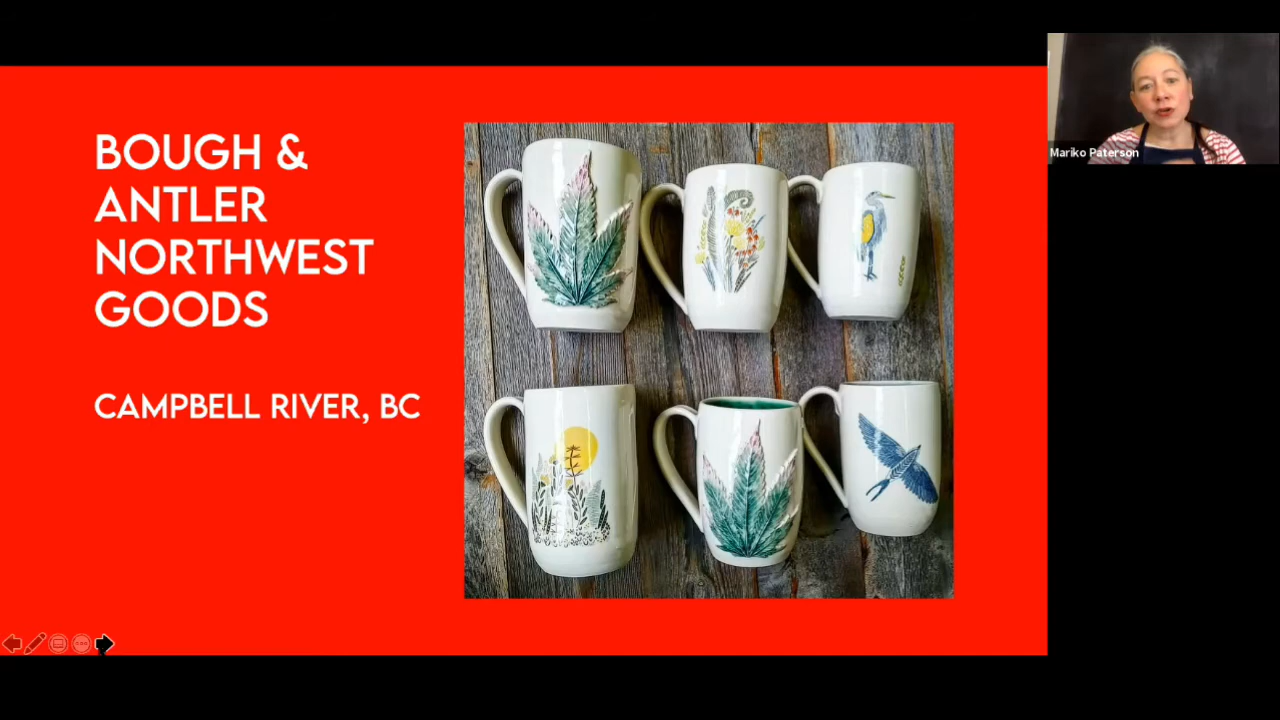 BOUGH &
ANTLER
NORTHWEST
GOODS
CAMPBELL RIVER, BC
Mariko Paterson